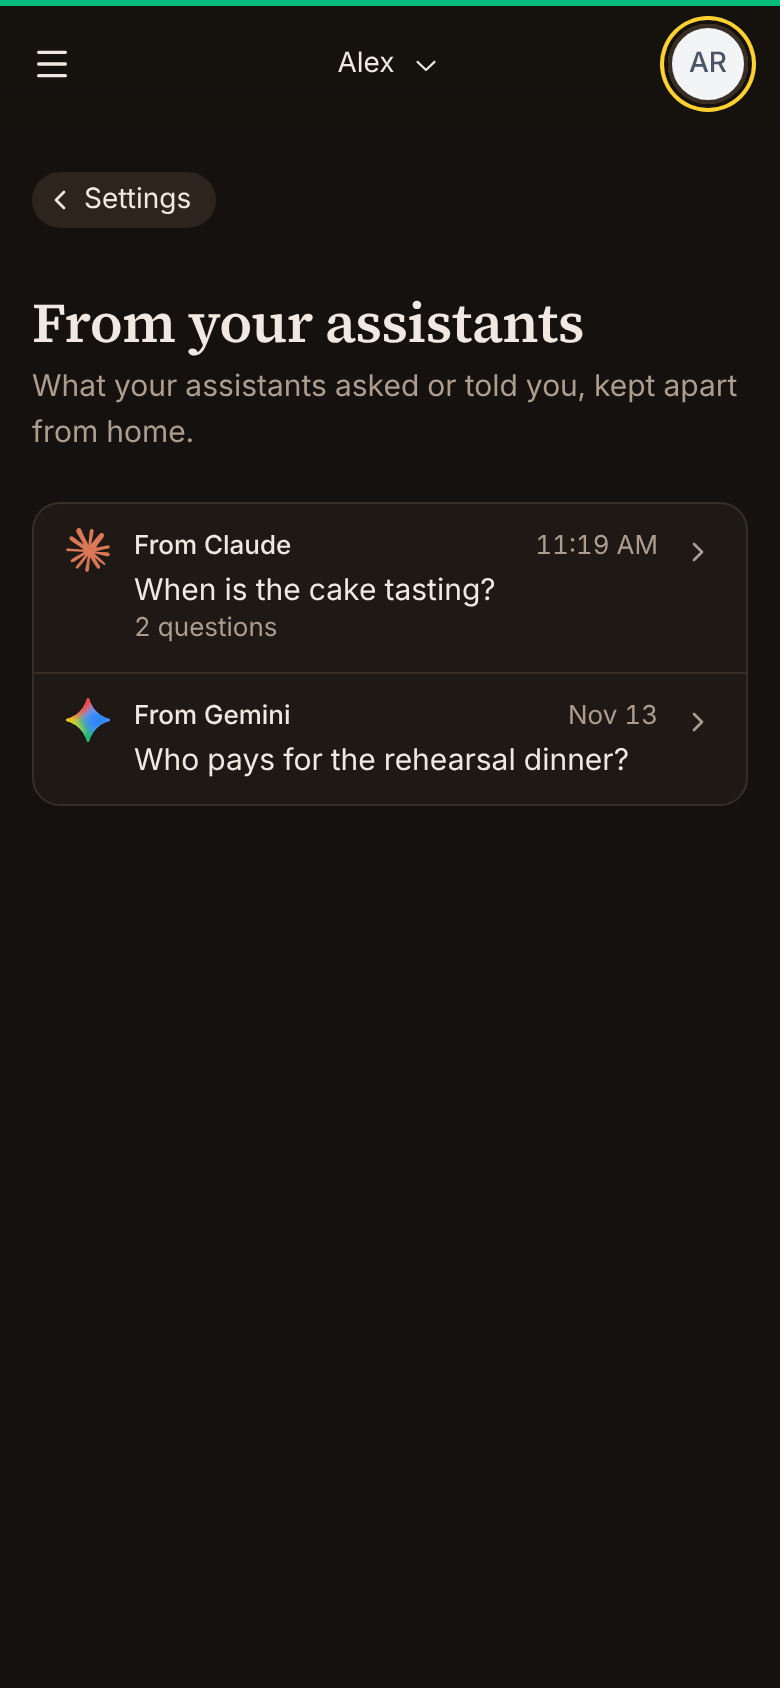 Alex
AR
Settings
From your assistants
What your assistants asked or told you, kept apart
from home.
From Claude
11:19 AM
When is the cake tasting?
2 questions
From Gemini
Nov 13
Who pays for the rehearsal dinner?